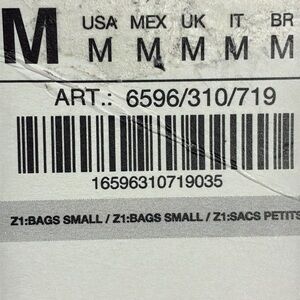 M USA MEX UK IT BR
M M M M M
ART.: 6596/310/719
16596310719035
Z1:BAGS SMALL / Z1:BAGS SMALL / Z1:SACS PETITS